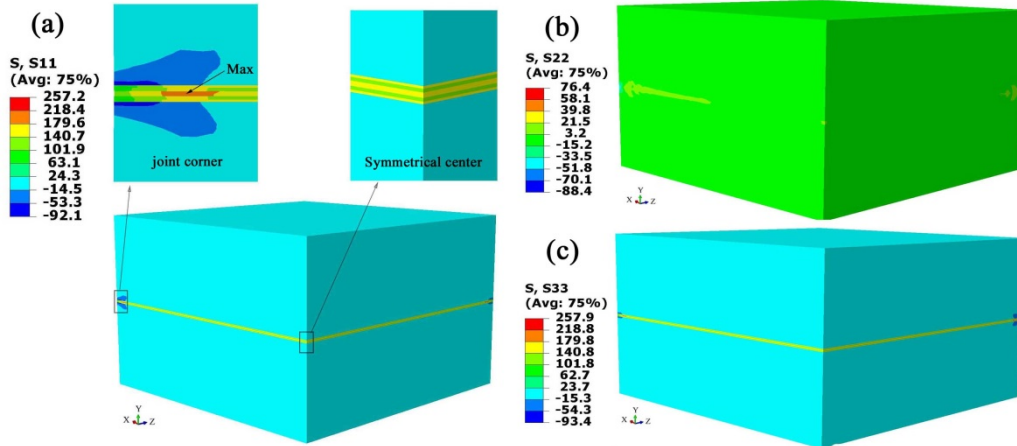 (a)
S, S11
(Avg: 75%)
257.2
218.4
179.6
140.7
101.9
63.1
24.3
-14.5
-53.3
-92.1
Max
joint corner
Symmetrical center
Y
X Z
(b)
S, S22
(Avg: 75%)
76.4
58.1
39.8
21.5
3.2
-15.2
-33.5
-51.8
-70.1
-88.4
Y
X Z
(c)
S, S33
(Avg: 75%)
257.9
218.8
179.8
140.8
101.8
62.7
23.7
-15.3
-54.3
-93.4
Y
X Z